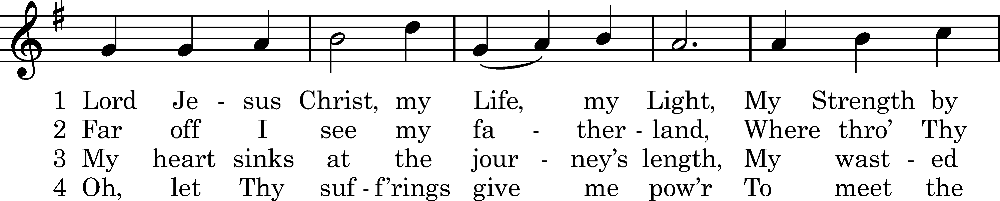 1 Lord Je - sus Christ, my Life, my Light, My Strength by
2 Far off I see my fa - ther - land, Where thro’ Thy
3 My heart sinks at the jour - ney’s length, My wast - ed
4 Oh, let Thy suf - f’rings give me pow’r To meet the